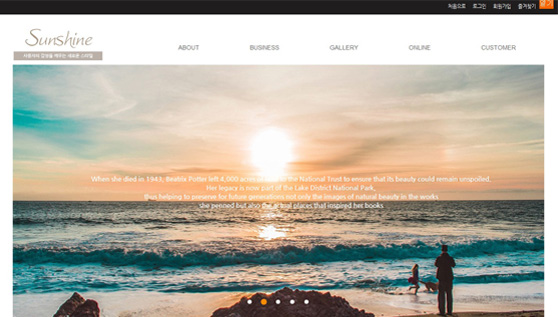 처음으로 로그인 회원가입 즐겨찾기
Sunshine
ABOUT BUSINESS GALLERY ONLINE CUSTOMER
When she died in 1943, Beatrix Potter left 4,000 acres of land to the National Trust to ensure that its beauty could remain unspoiled.
Her legacy is now part of the Lake District National Park,
thus helping to preserve for future generations not only the images of natural beauty in the works
she penned but also the actual places that inspired her books